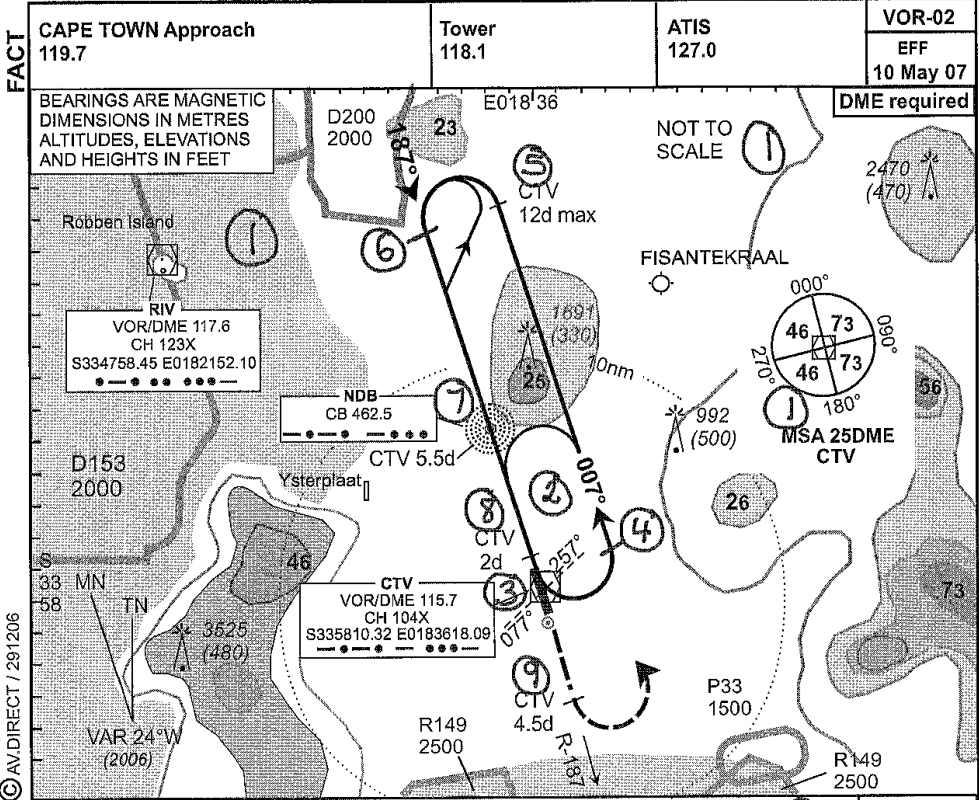 FACT
CAPE TOWN Approach
119.7
Tower
118.1
ATIS
127.0
VOR-02
EFF
10 May 07
BEARINGS ARE MAGNETIC
DIMENSIONS IN METRES
ALTITUDES, ELEVATIONS
AND HEIGHTS IN FEET
D200
2000
187°
23
E018 36
NOT TO
SCALE
1
DME required
5
CTV
12d max
2470
(470)
Robben Island
1
6
FISANTEKRAAL
RIV
VOR/DME 117.6
CH 123X
S334758.45 E0182152.10
1691
(330)
25
10nm
000°
46
73
090°
270°
46
73
180°
1
MSA 25DME
CTV
56
NDB
CB 462.5
7
CTV 5.5d
992
(500)
D153
2000
Ysterplaat
007°
2
26
8
CTV
2d
4
257°
3
077°
S
33
58
MN
TN
46
CTV
VOR/DME 115.7
CH 104X
S335810.32 E0183618.09
73
3525
(480)
9
CTV
4.5d
P33
1500
VAR 24°W
(2006)
R149
2500
R-187
R149
2500
© AV.DIRECT / 291206